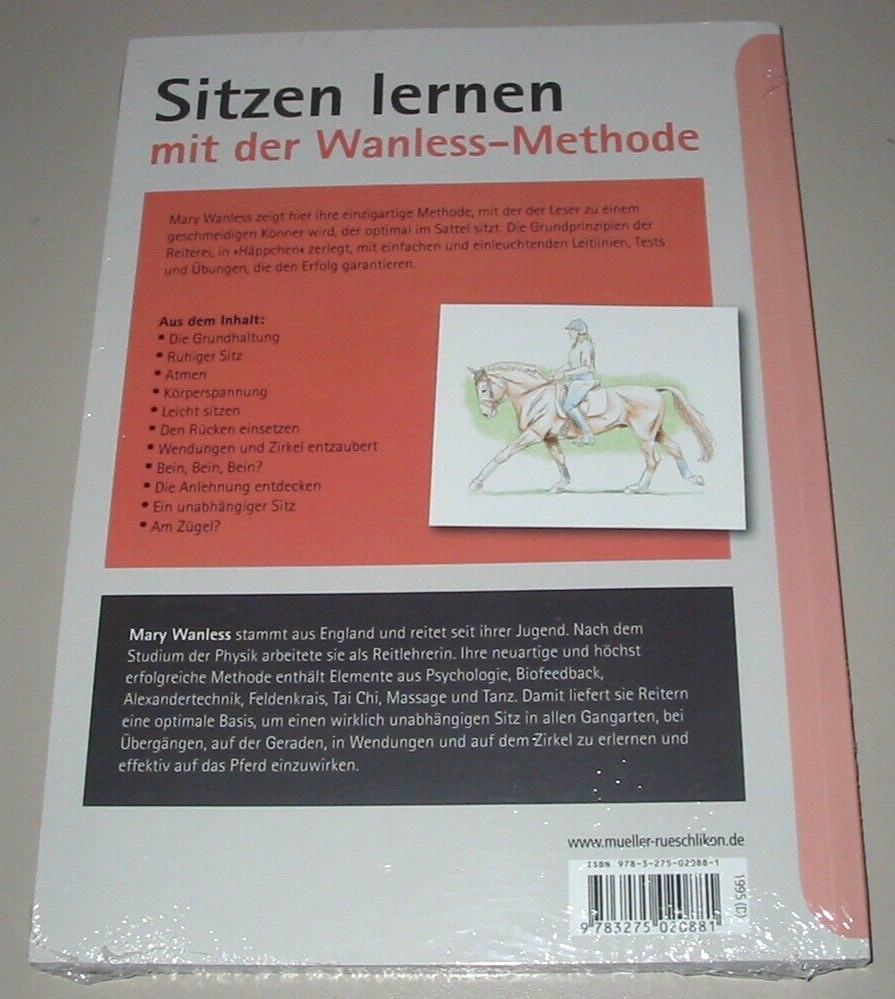 Sitzen lernen
mit der Wanless-Methode
Mary Wanless zeigt hier ihre einzigartige Methode, mit der der Leser zu einem
geschmeidigen Könner wird, der optimal im Sattel sitzt. Die Grundprinzipien der
Reiterei, in »Häppchen« zerlegt, mit einfachen und einleuchtenden Leitlinien, Tests
und Übungen, die den Erfolg garantieren.
Aus dem Inhalt:
• Die Grundhaltung
• Ruhiger Sitz
• Atmen
• Körperspannung
• Leicht sitzen
• Den Rücken einsetzen
• Wendungen und Zirkel entzaubert
• Bein, Bein, Bein?
• Die Anlehnung entdecken
• Ein unabhängiger Sitz
• Am Zügel?
Mary Wanless stammt aus England und reitet seit ihrer Jugend. Nach dem
Studium der Physik arbeitete sie als Reitlehrerin. Ihre neuartige und höchst
erfolgreiche Methode enthält Elemente aus Psychologie, Biofeedback,
Alexandertechnik, Feldenkrais, Tai Chi, Massage und Tanz. Damit liefert sie Reitern
eine optimale Basis, um einen wirklich unabhängigen Sitz in allen Gangarten, bei
Übergängen, auf der Geraden, in Wendungen und auf dem Zirkel zu erlernen und
effektiv auf das Pferd einzuwirken.
www.mueller-rueschlikon.de
ISBN 978-3-275-02088-1
9 783275 020881
1995 (D)